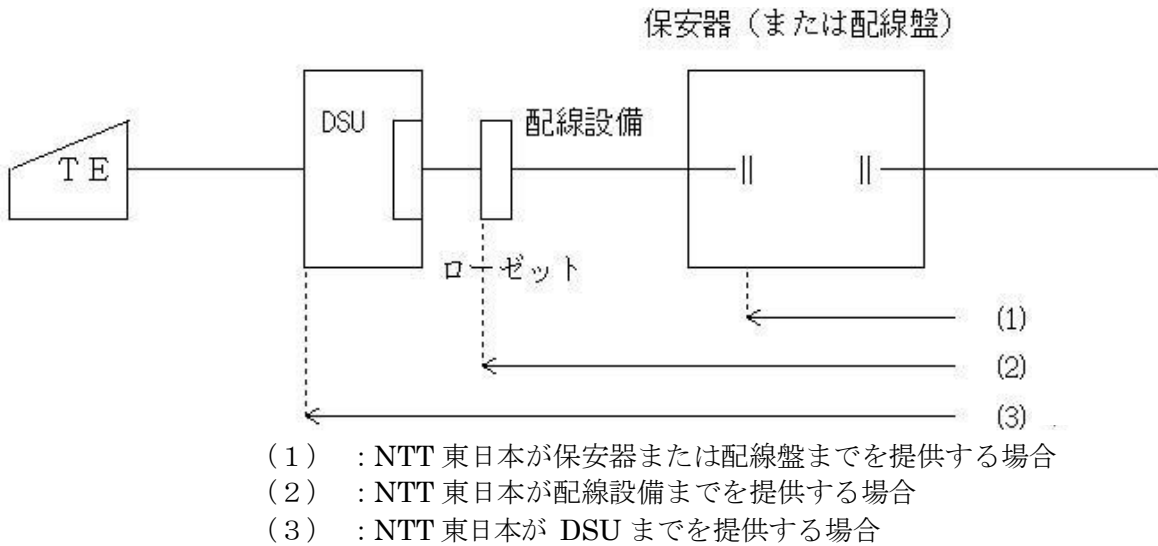 保安器（または配線盤）
DSU
配線設備
ＴＥ
ローゼット
(1)
(2)
(3)
（１）　：NTT 東日本が保安器または配線盤までを提供する場合
（２）　：NTT 東日本が配線設備までを提供する場合
（３）　：NTT 東日本が DSU までを提供する場合